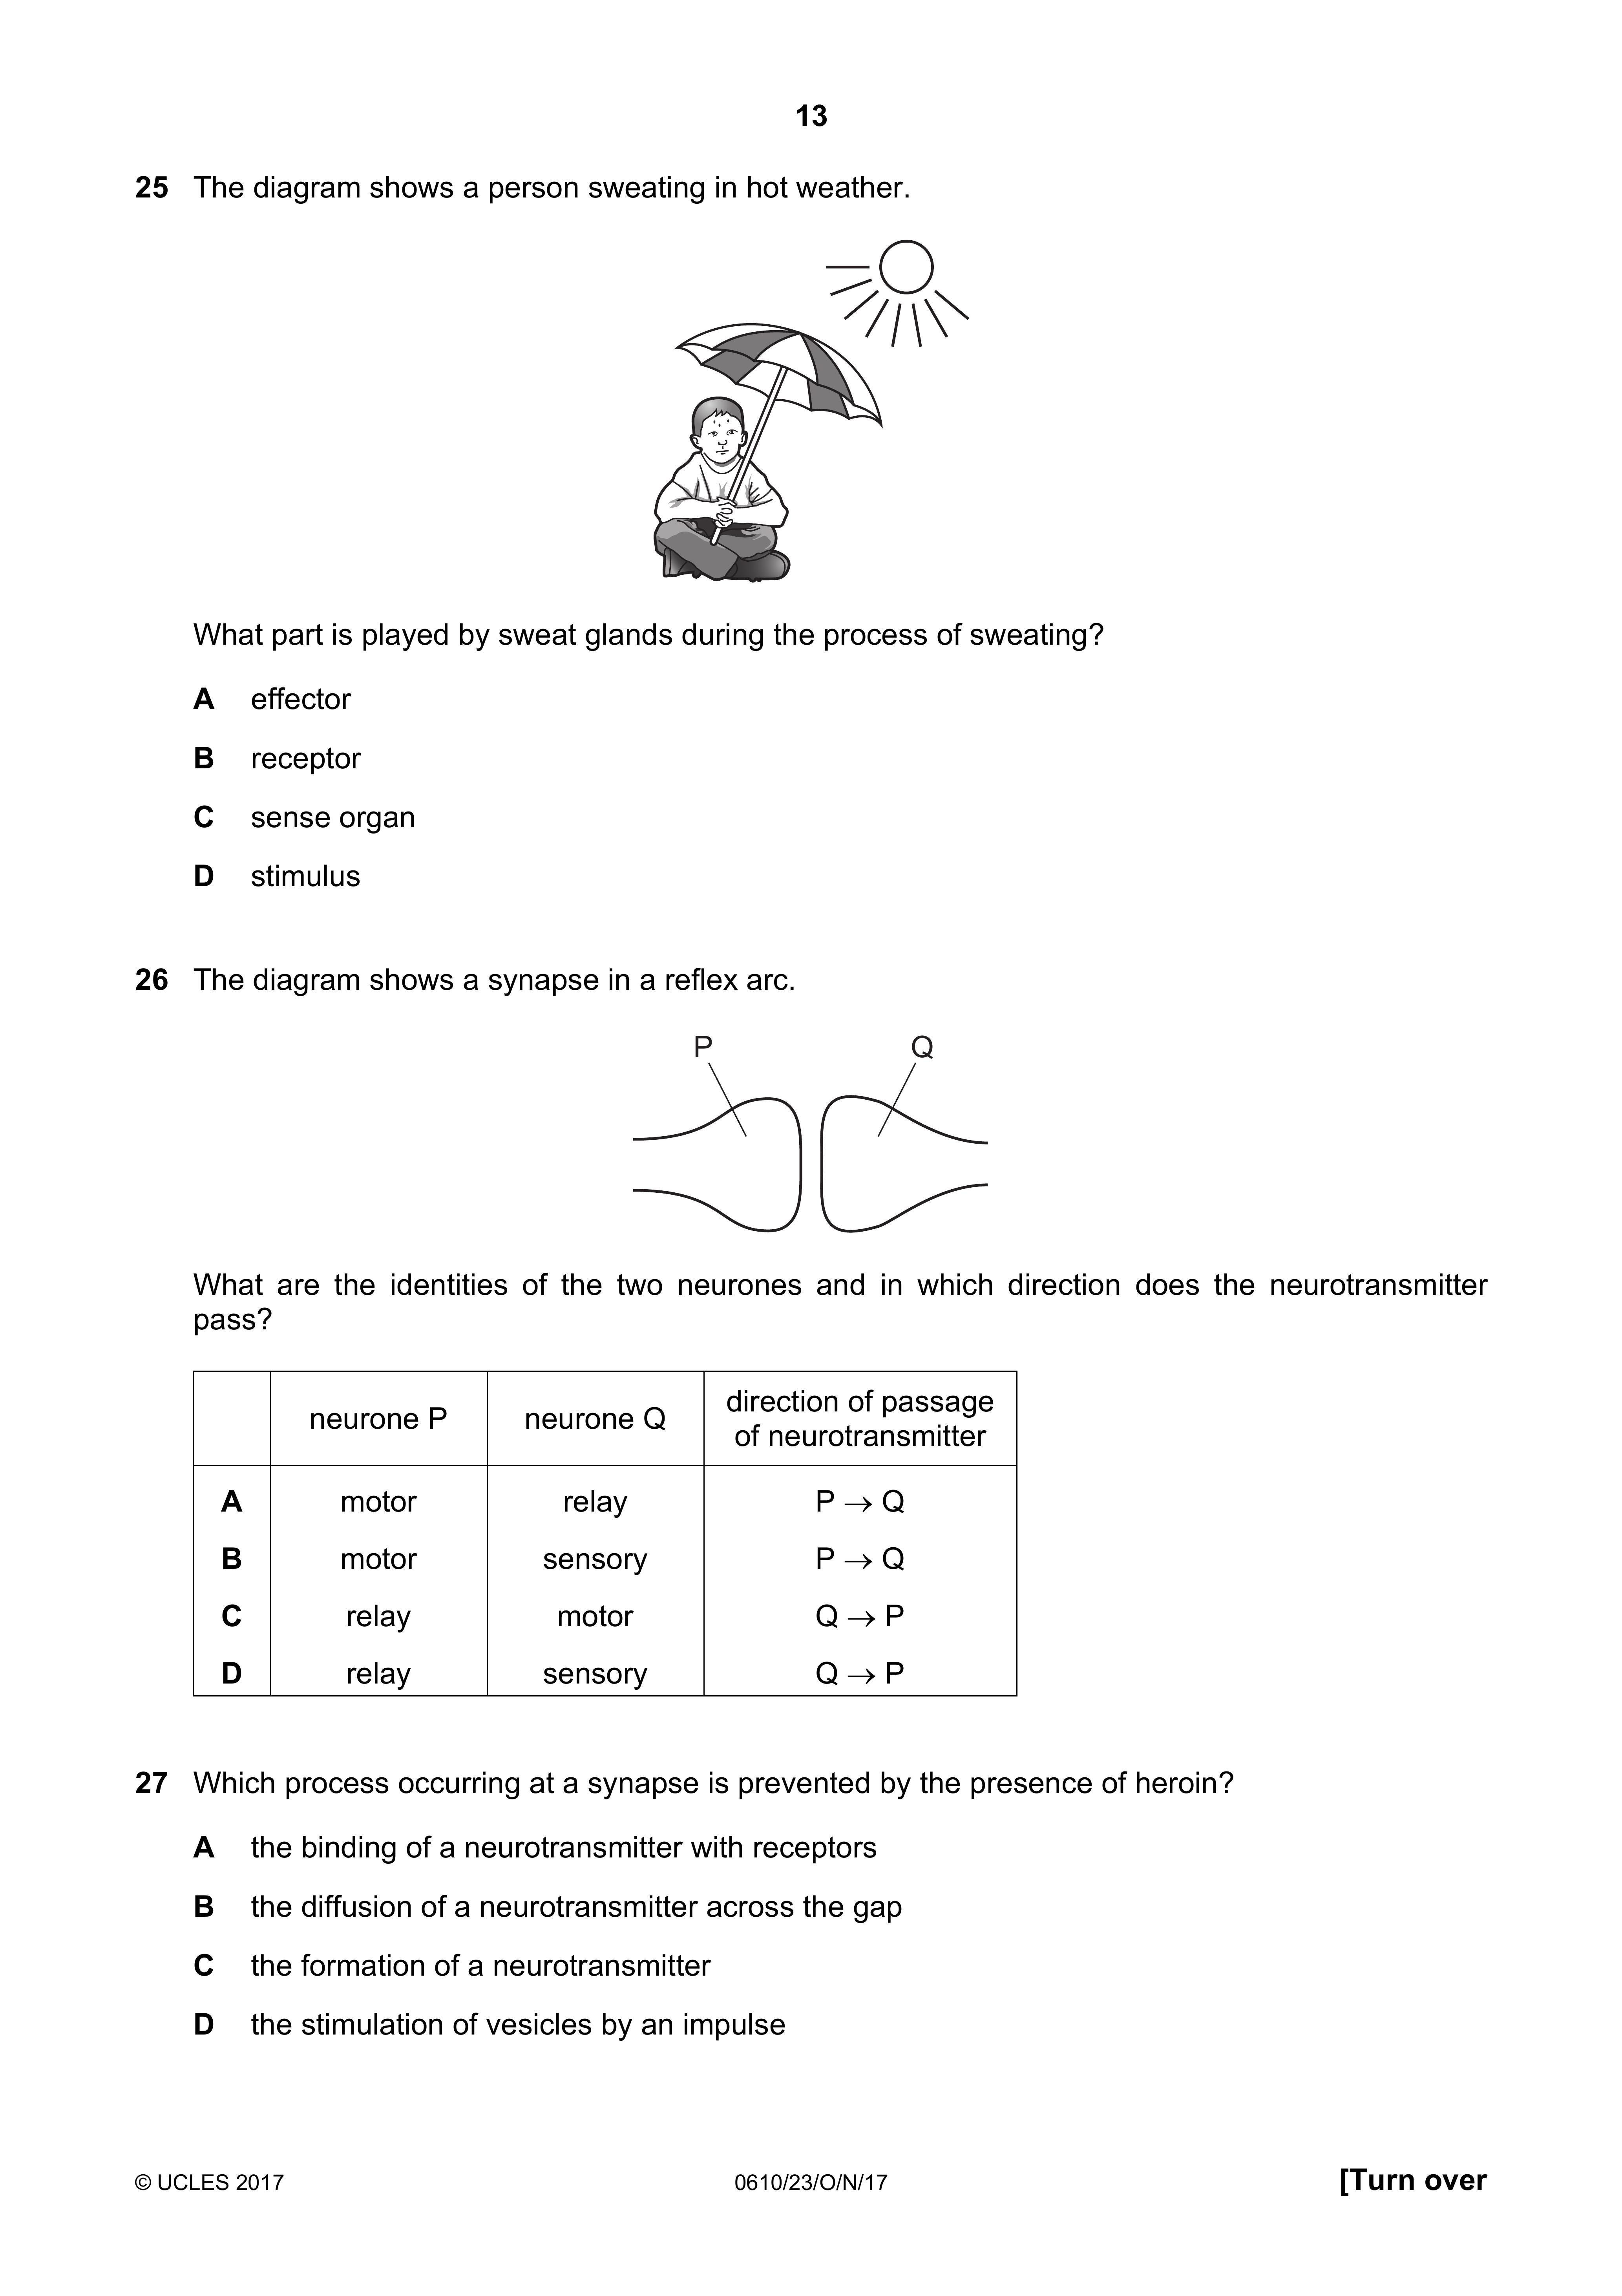 13
25 The diagram shows a person sweating in hot weather.
What part is played by sweat glands during the process of sweating?
A effector
B receptor
C sense organ
D stimulus
26 The diagram shows a synapse in a reflex arc.
P Q
What are the identities of the two neurones and in which direction does the neurotransmitter
pass?
neurone P neurone Q direction of passage
of neurotransmitter
A motor relay P → Q
B motor sensory P → Q
C relay motor Q → P
D relay sensory Q → P
27 Which process occurring at a synapse is prevented by the presence of heroin?
A the binding of a neurotransmitter with receptors
B the diffusion of a neurotransmitter across the gap
C the formation of a neurotransmitter
D the stimulation of vesicles by an impulse
© UCLES 2017 0610/23/O/N/17 [Turn over